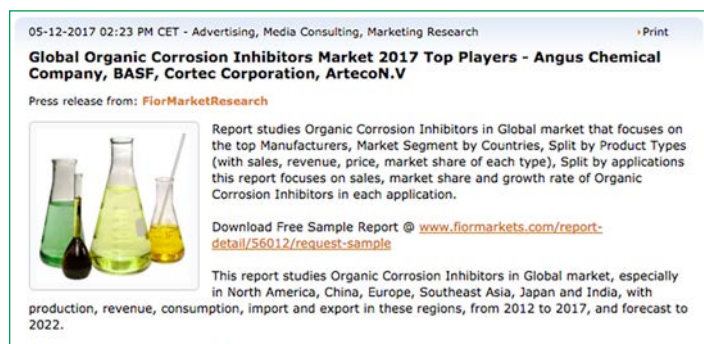 05-12-2017 02:23 PM CET - Advertising, Media Consulting, Marketing Research
Print
Global Organic Corrosion Inhibitors Market 2017 Top Players - Angus Chemical
Company, BASF, Cortec Corporation, ArtecoN.V
Press release from: FiorMarketResearch
Report studies Organic Corrosion Inhibitors in Global market that focuses on
the top Manufacturers, Market Segment by Countries, Split by Product Types
(with sales, revenue, price, market share of each type), Split by applications
this report focuses on sales, market share and growth rate of Organic
Corrosion Inhibitors in each application.
Download Free Sample Report @ www.fiormarkets.com/report-
detail/56012/request-sample
This report studies Organic Corrosion Inhibitors in Global market, especially
in North America, China, Europe, Southeast Asia, Japan and India, with
production, revenue, consumption, import and export in these regions, from 2012 to 2017, and forecast to
2022.